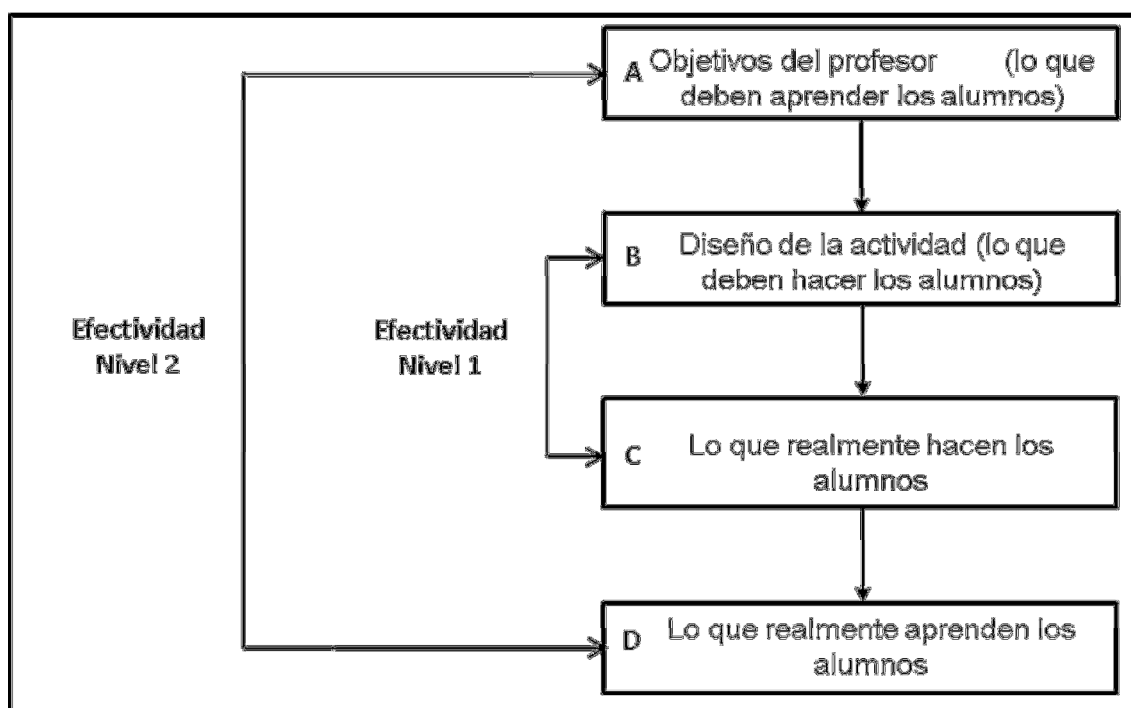 A Objetivos del profesor (lo que
deben aprender los alumnos)
B Diseño de la actividad (lo que
deben hacer los alumnos)
Efectividad
Nivel 2
Efectividad
Nivel 1
C Lo que realmente hacen los
alumnos
D Lo que realmente aprenden los
alumnos